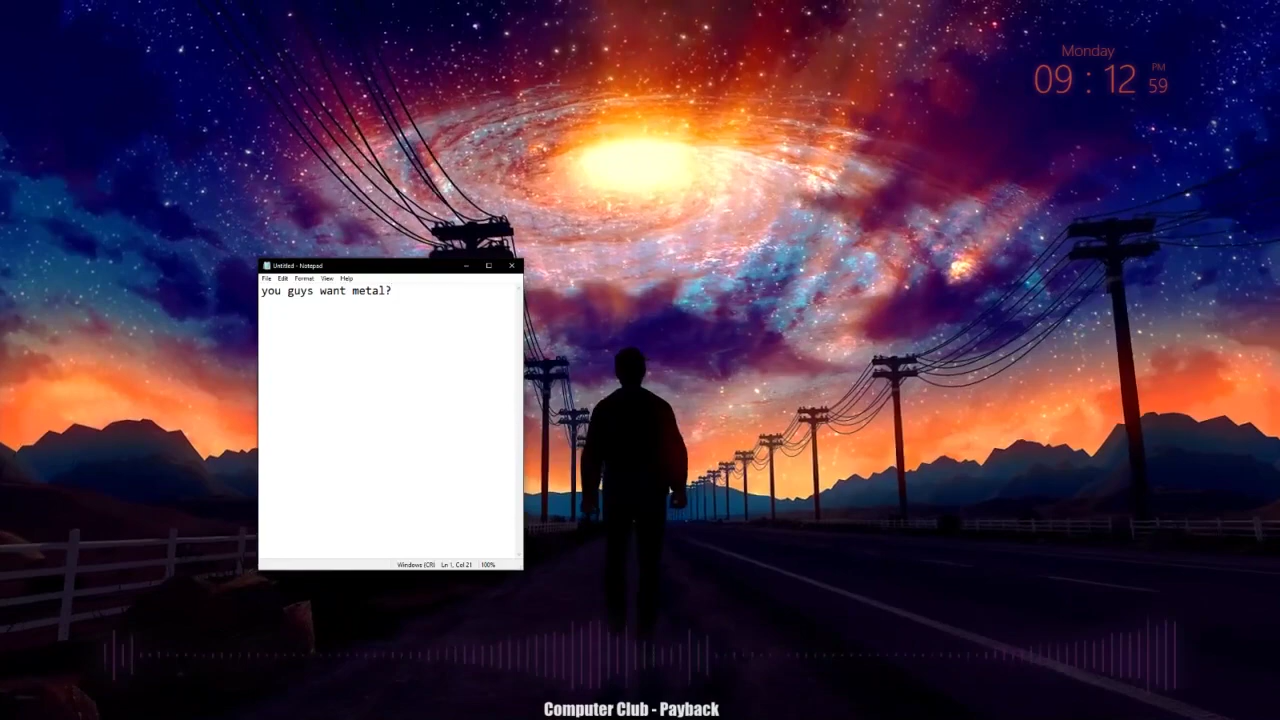 Monday
09 : 12 PM 59
Untitled - Notepad
File Edit Format View Help
you guys want metal?
Windows (CRLF) Ln 1, Col 21 100%
Computer Club - Payback